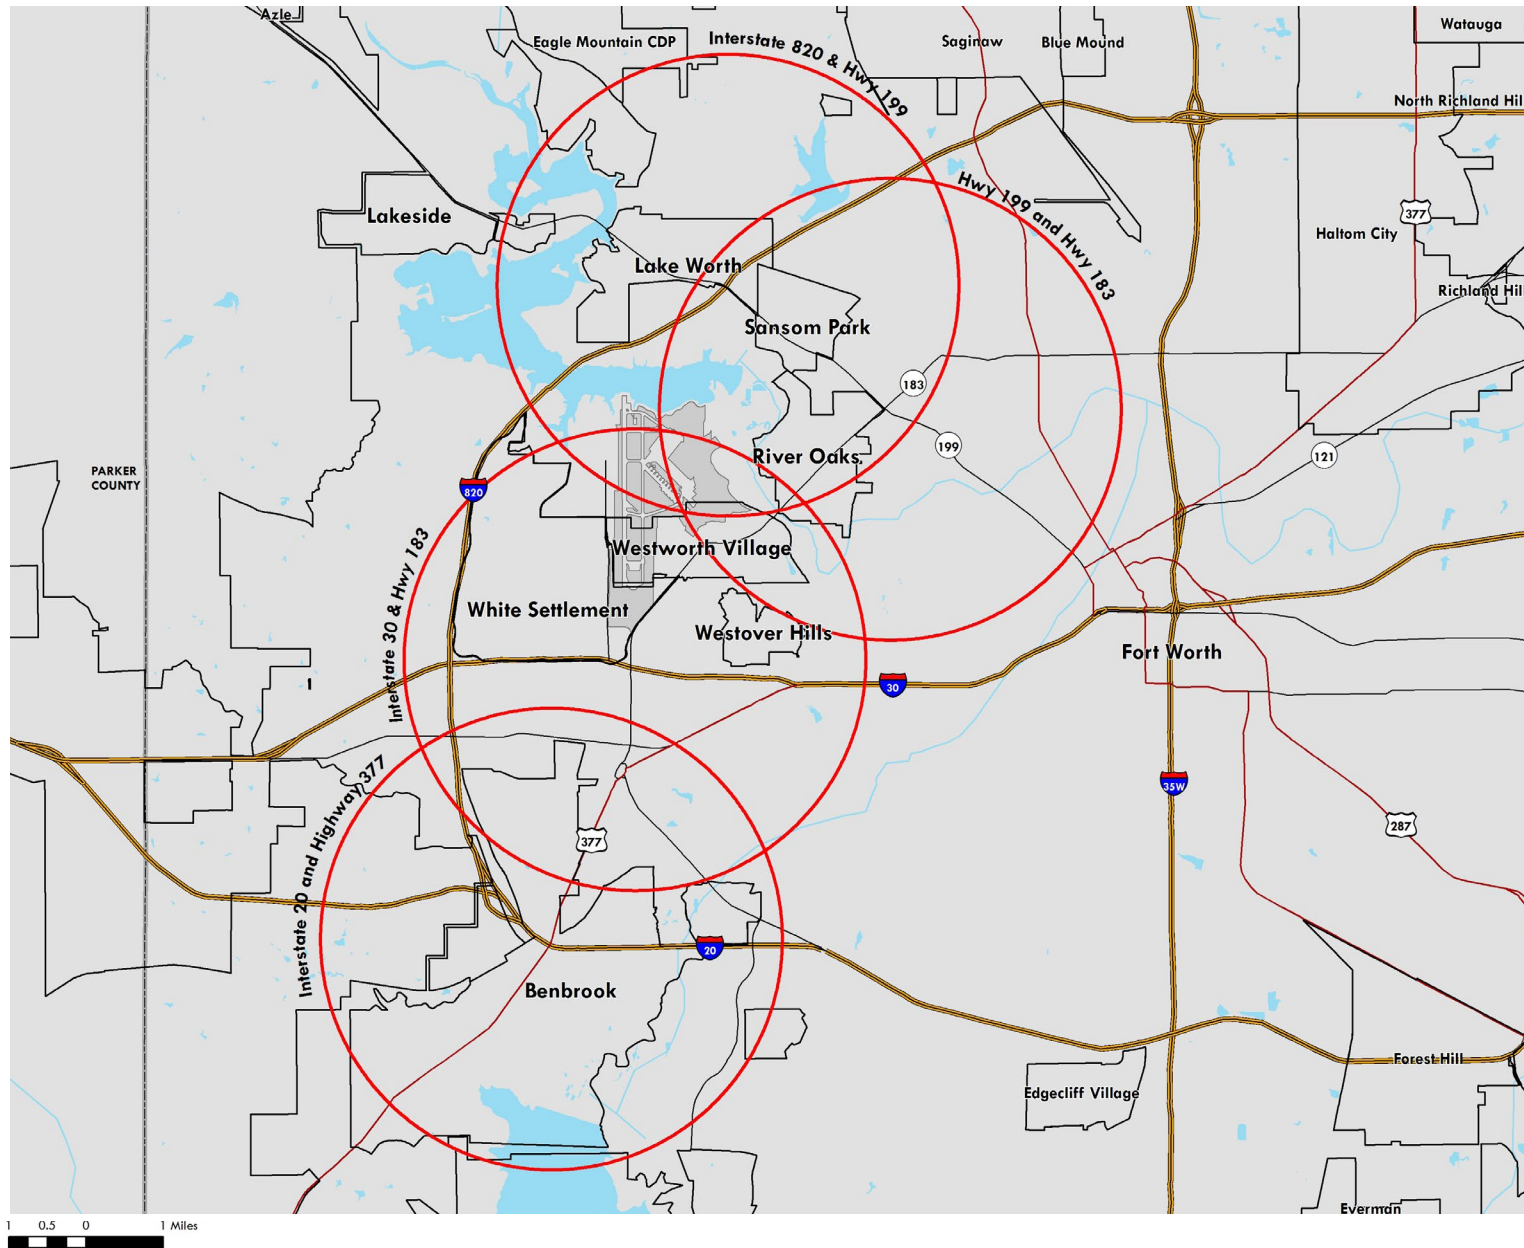 Azle
Eagle Mountain CDP
Interstate 820 & Hwy 199
Saginaw
Blue Mound
Watauga
North Richland Hil
Hwy 199 and Hwy 183
Lakeside
377
Haltom City
Lake Worth
Richland Hil
Sansom Park
183
199
121
River Oaks
PARKER
COUNTY
820
Westworth Village
Interstate 30 & Hwy 183
White Settlement
Westover Hills
Fort Worth
30
Interstate 20 and Highway 377
35W
377
287
20
Benbrook
Forest Hill
Edgecliff Village
Everman
1 0.5 0 1 Miles